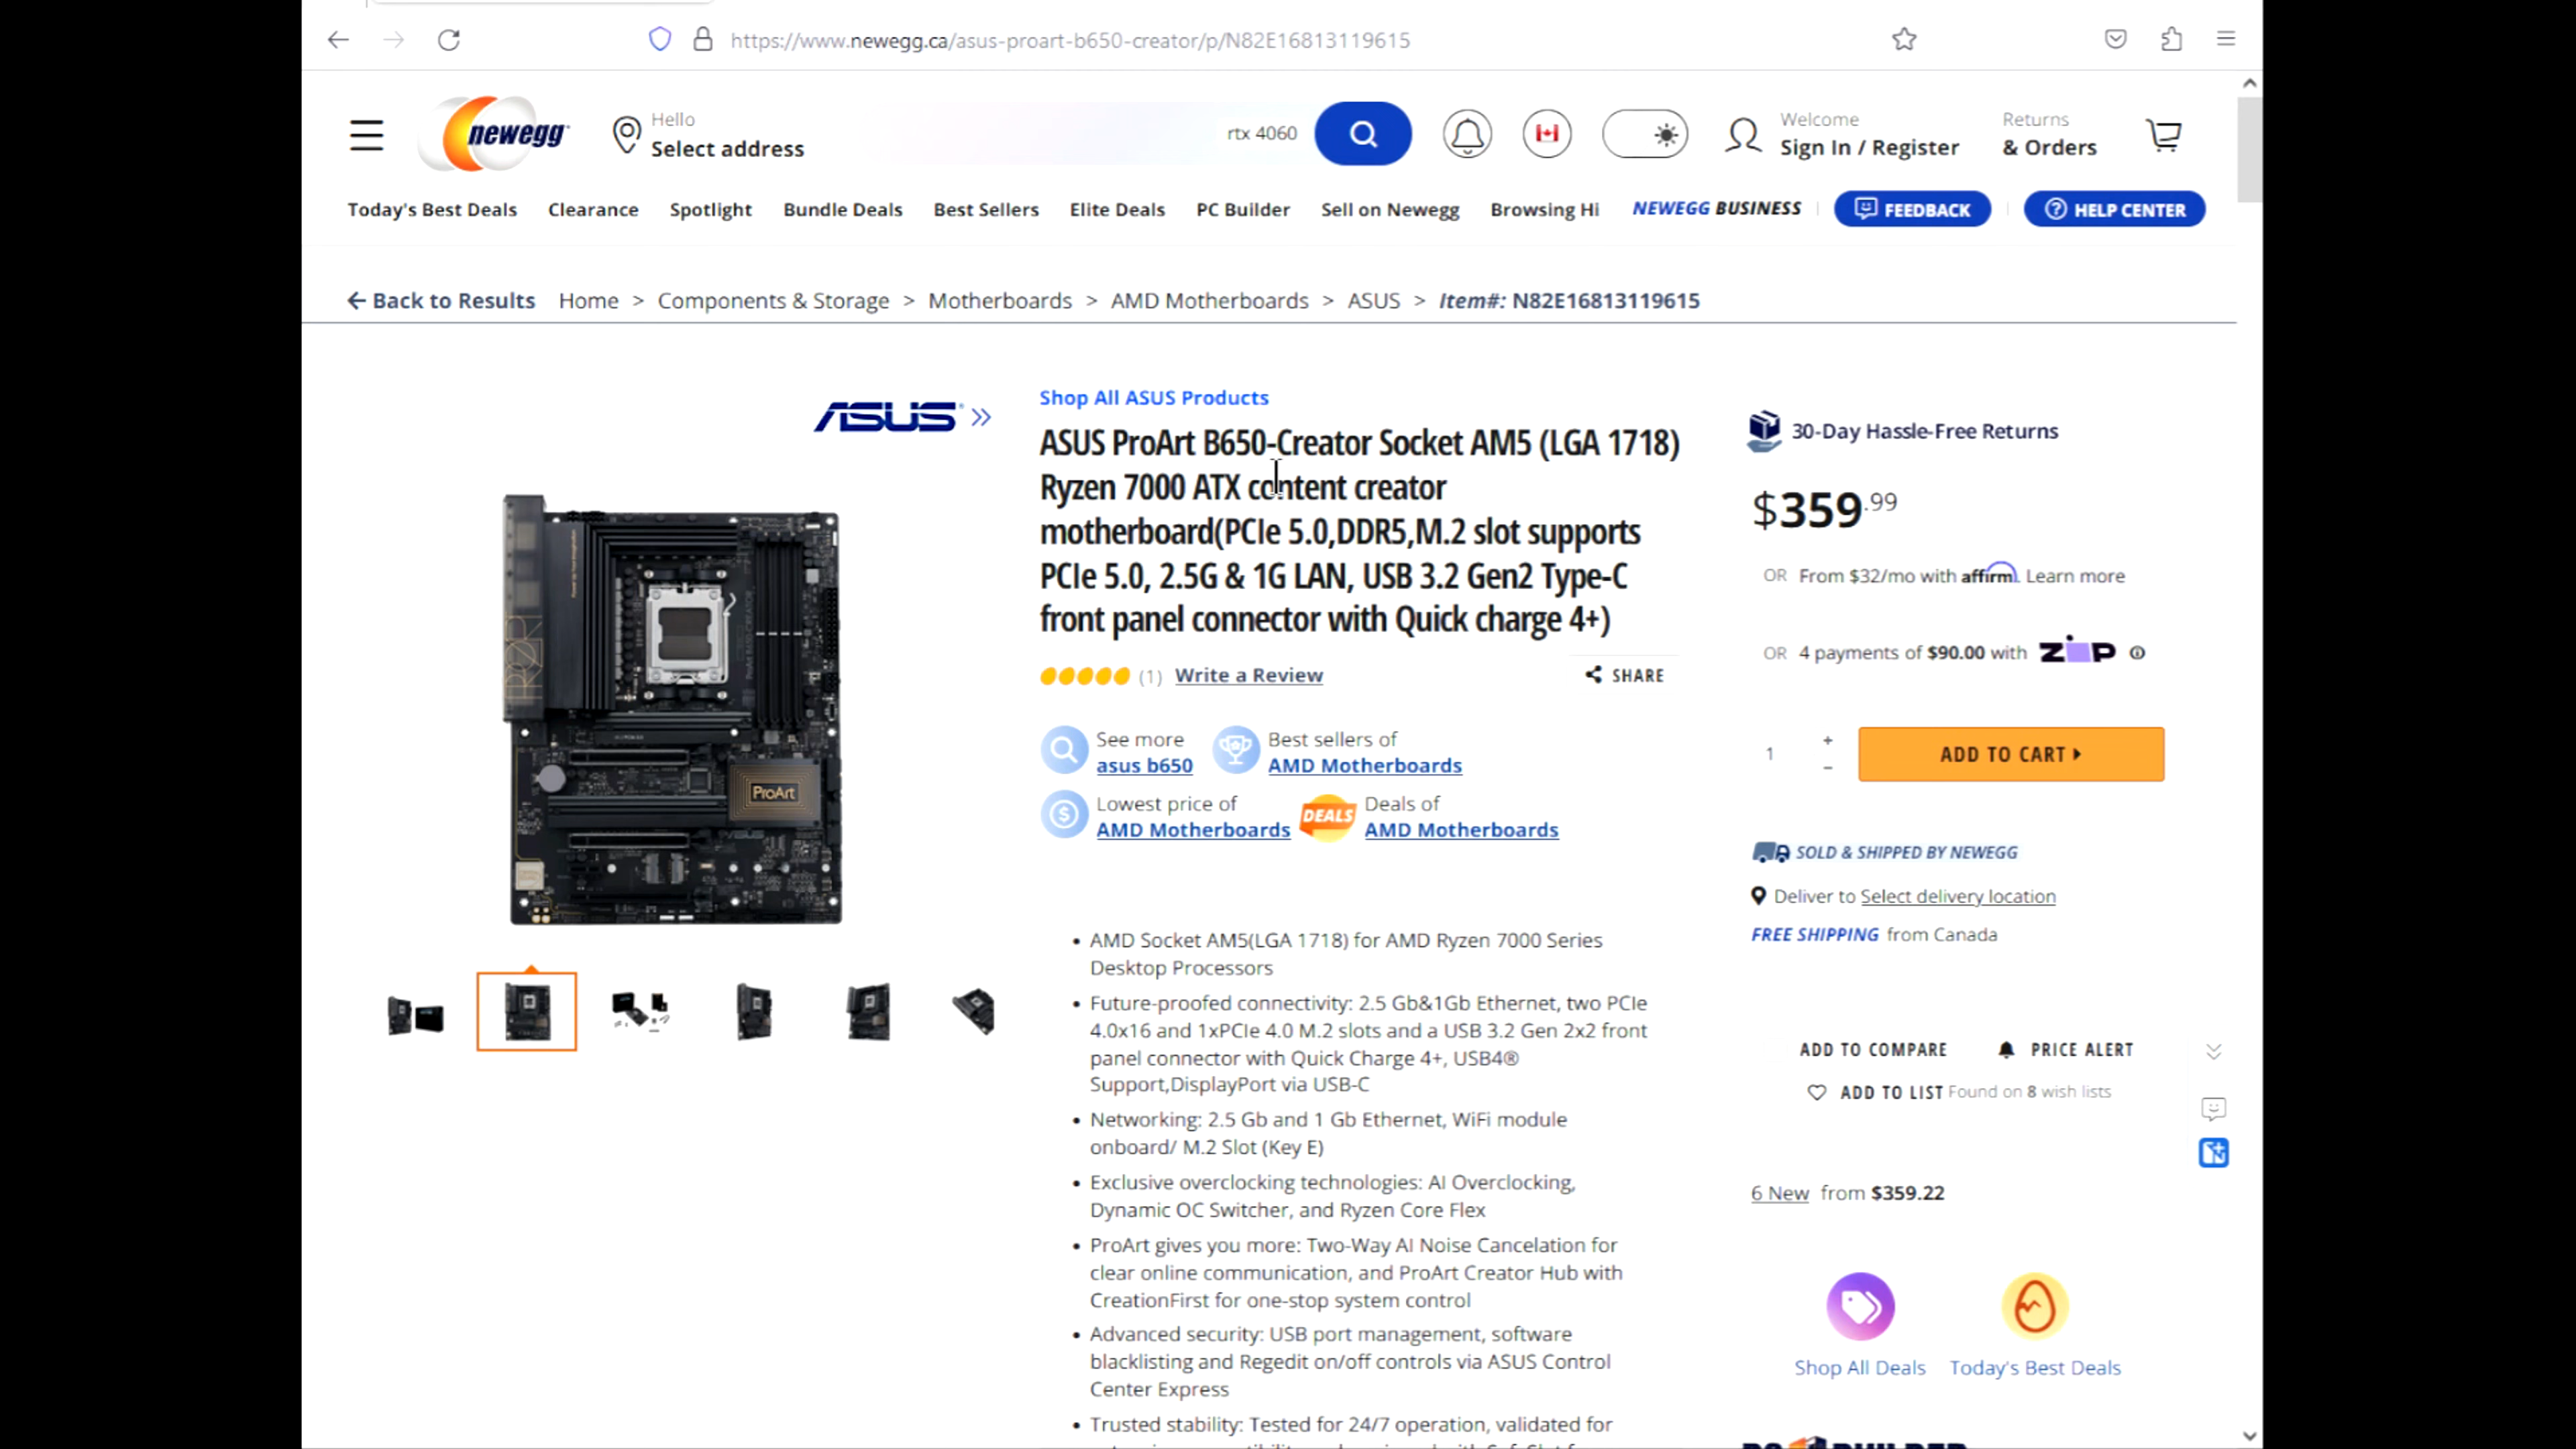 https://www.newegg.ca/asus-proart-b650-creator/p/N82E16813119615
newegg
Hello
Select address
rtx 4060
Welcome
Sign In / Register
Returns
& Orders
Today's Best Deals
Clearance
Spotlight
Bundle Deals
Best Sellers
Elite Deals
PC Builder
Sell on Newegg
Browsing Hi
NEWEGG BUSINESS
FEEDBACK
HELP CENTER
Back to Results
Home > Components & Storage > Motherboards > AMD Motherboards > ASUS > Item#: N82E16813119615
ASUS
ProArt
Shop All ASUS Products
ASUS ProArt B650-Creator Socket AM5 (LGA 1718)
Ryzen 7000 ATX content creator
motherboard(PCIe 5.0,DDR5,M.2 slot supports
PCIe 5.0, 2.5G & 1G LAN, USB 3.2 Gen2 Type-C
front panel connector with Quick charge 4+)
(1) Write a Review
SHARE
See more
asus b650
Best sellers of
AMD Motherboards
Lowest price of
AMD Motherboards
DEALS
Deals of
AMD Motherboards
• AMD Socket AM5(LGA 1718) for AMD Ryzen 7000 Series
Desktop Processors
• Future-proofed connectivity: 2.5 Gb&1Gb Ethernet, two PCIe
4.0x16 and 1xPCIe 4.0 M.2 slots and a USB 3.2 Gen 2x2 front
panel connector with Quick Charge 4+, USB4®
Support,DisplayPort via USB-C
• Networking: 2.5 Gb and 1 Gb Ethernet, WiFi module
onboard/ M.2 Slot (Key E)
• Exclusive overclocking technologies: AI Overclocking,
Dynamic OC Switcher, and Ryzen Core Flex
• ProArt gives you more: Two-Way AI Noise Cancelation for
clear online communication, and ProArt Creator Hub with
CreationFirst for one-stop system control
• Advanced security: USB port management, software
blacklisting and Regedit on/off controls via ASUS Control
Center Express
• Trusted stability: Tested for 24/7 operation, validated for
30-Day Hassle-Free Returns
$359.99
OR From $32/mo with affirm. Learn more
OR 4 payments of $90.00 with ZIP
1
+
−
ADD TO CART
SOLD & SHIPPED BY NEWEGG
Deliver to Select delivery location
FREE SHIPPING from Canada
ADD TO COMPARE
PRICE ALERT
ADD TO LIST Found on 8 wish lists
6 New from $359.22
Shop All Deals
Today's Best Deals